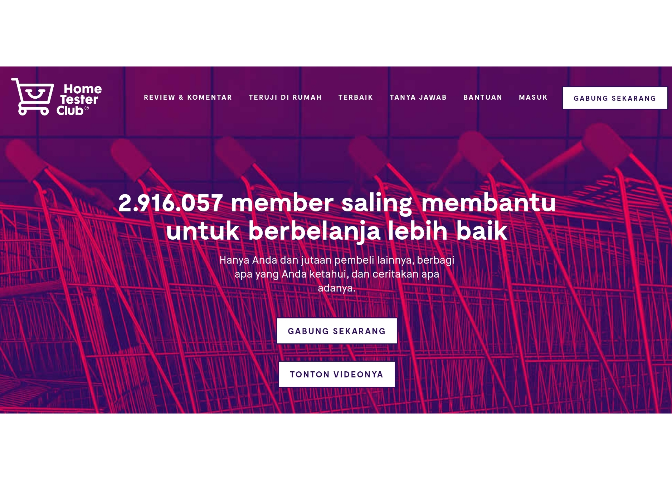 Home
Tester
Club
REVIEW & KOMENTAR
TERUJI DI RUMAH
TERBAIK
TANYA JAWAB
BANTUAN
MASUK
GABUNG SEKARANG
2.916.057 member saling membantu
untuk berbelanja lebih baik
Hanya Anda dan jutaan pembeli lainnya, berbagi
apa yang Anda ketahui, dan ceritakan apa
adanya.
GABUNG SEKARANG
TONTON VIDEONYA